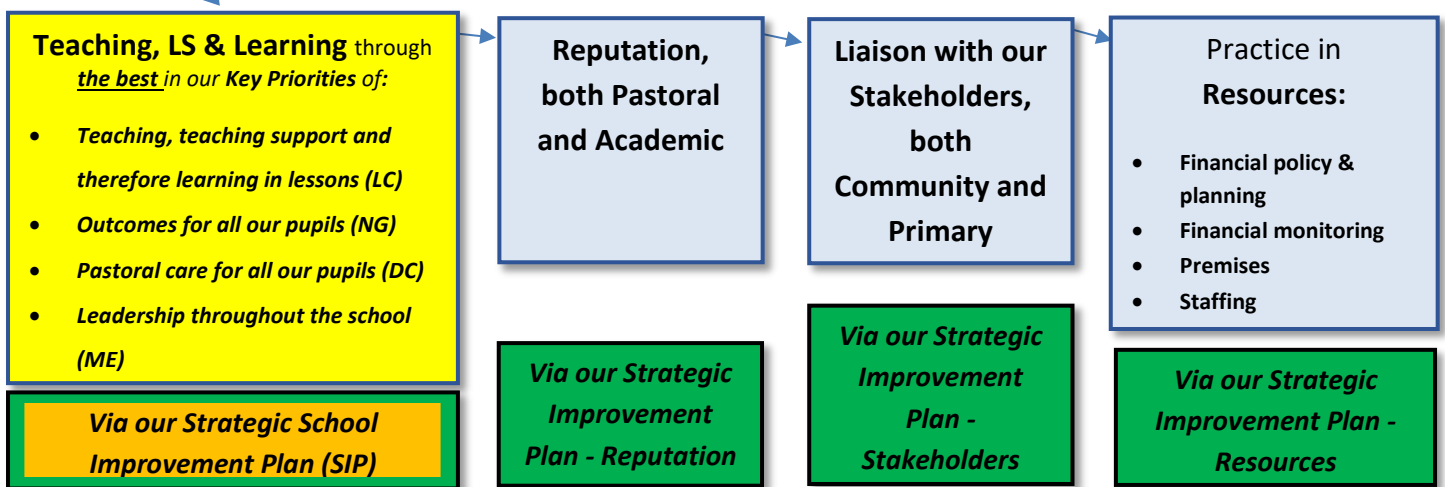 Teaching, LS & Learning through
the best in our Key Priorities of:
• Teaching, teaching support and
therefore learning in lessons (LC)
• Outcomes for all our pupils (NG)
• Pastoral care for all our pupils (DC)
• Leadership throughout the school
(ME)
Via our Strategic School
Improvement Plan (SIP)
Reputation,
both Pastoral
and Academic
Via our Strategic
Improvement
Plan - Reputation
Liaison with our
Stakeholders,
both
Community and
Primary
Via our Strategic
Improvement
Plan -
Stakeholders
Practice in
Resources:
• Financial policy &
planning
• Financial monitoring
• Premises
• Staffing
Via our Strategic
Improvement Plan -
Resources